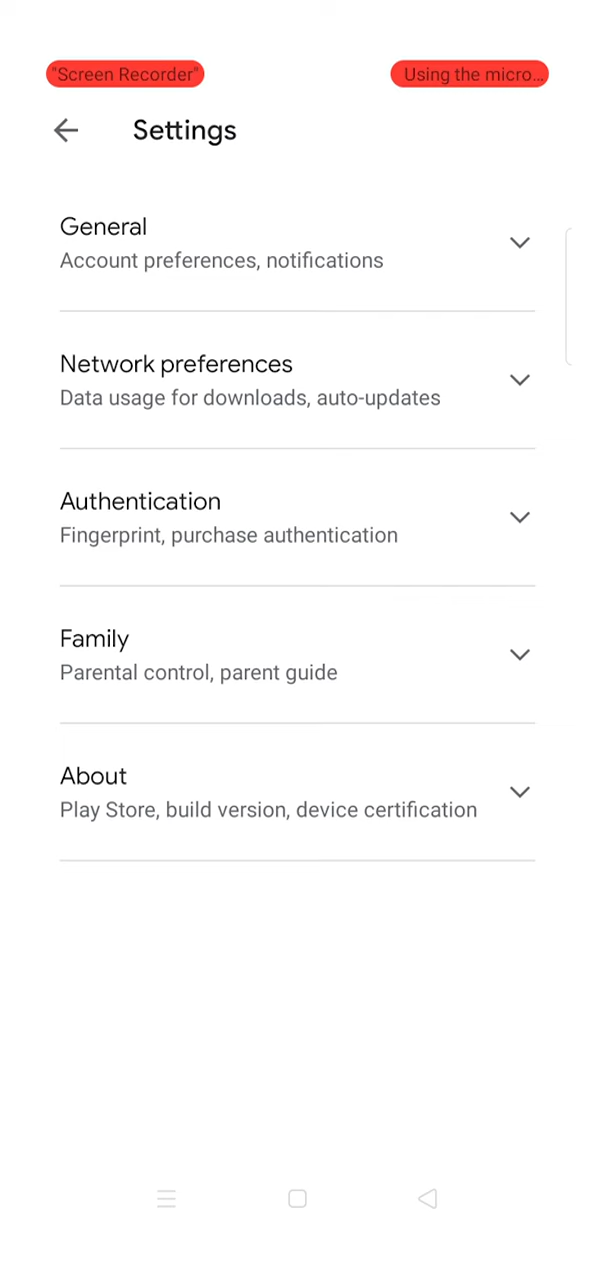 "Screen Recorder"
Using the micro...
Settings
General
Account preferences, notifications
Network preferences
Data usage for downloads, auto-updates
Authentication
Fingerprint, purchase authentication
Family
Parental control, parent guide
About
Play Store, build version, device certification